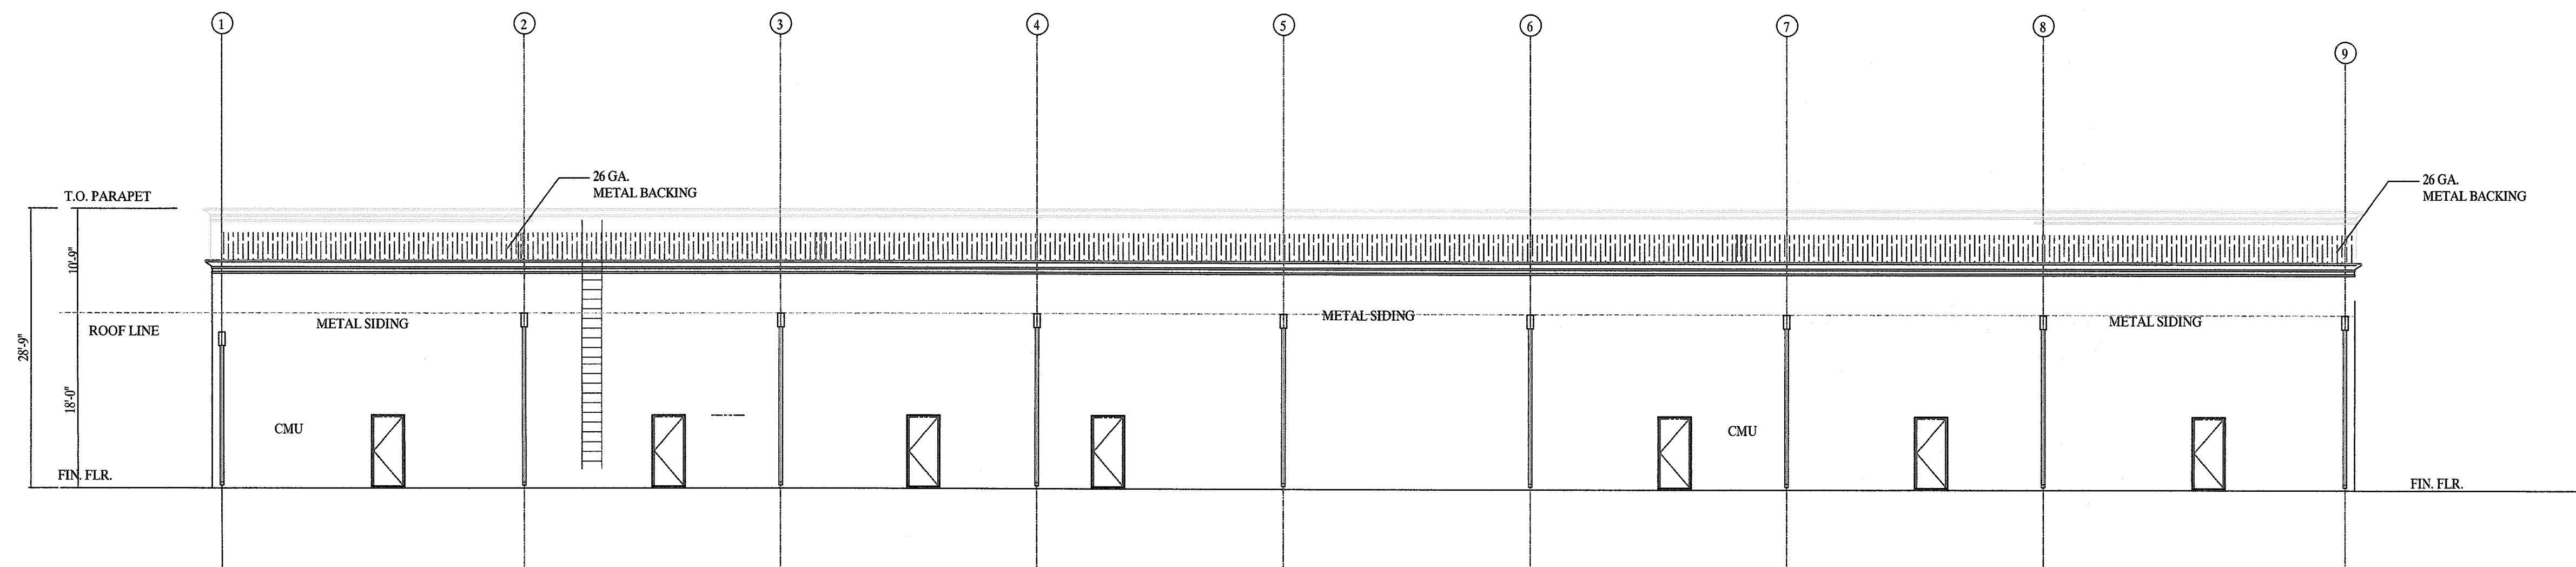 1
2
3
4
5
6
7
8
9
26 GA.
METAL BACKING
26 GA.
METAL BACKING
T.O. PARAPET
10'-9"
28'-9"
18'-0"
ROOF LINE
METAL SIDING
METAL SIDING
METAL SIDING
CMU
CMU
FIN. FLR.
FIN. FLR.